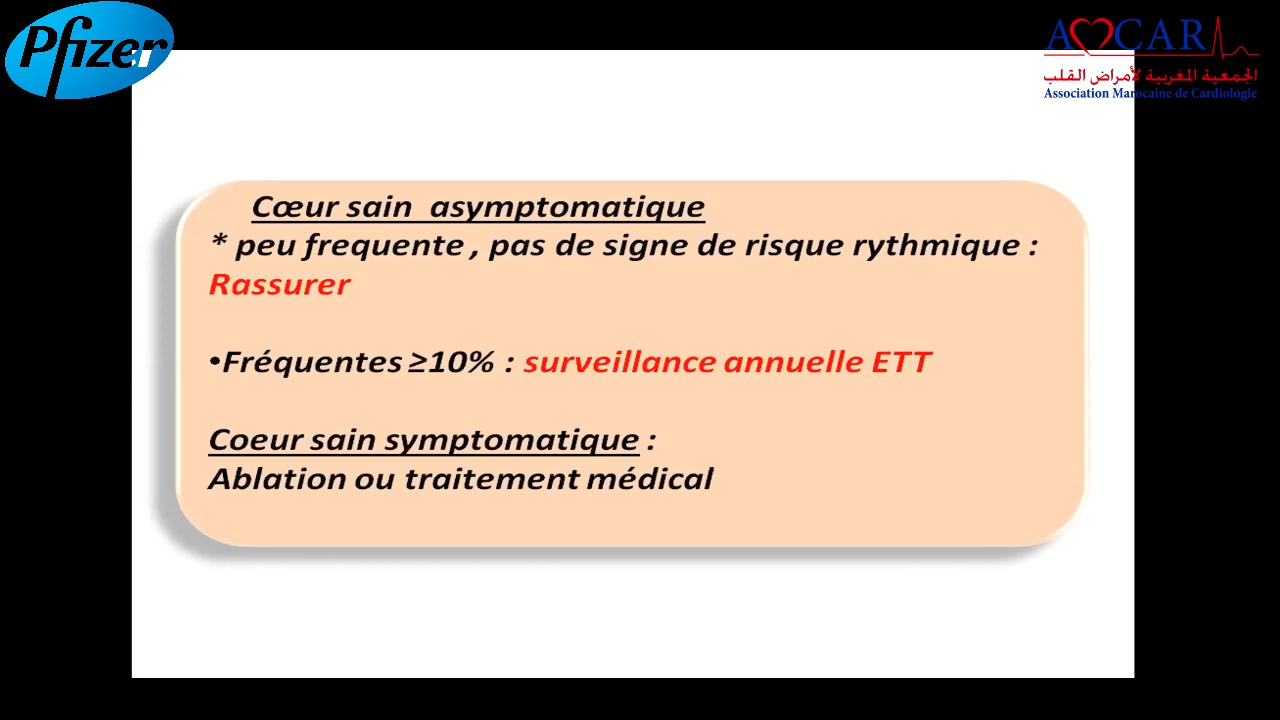 Pfizer
AMCAR
الجمعية المغربية لأمراض القلب
Association Marocaine de Cardiologie
Cœur sain asymptomatique
* peu frequente , pas de signe de risque rythmique :
Rassurer
•Fréquentes ≥10% : surveillance annuelle ETT
Coeur sain symptomatique :
Ablation ou traitement médical